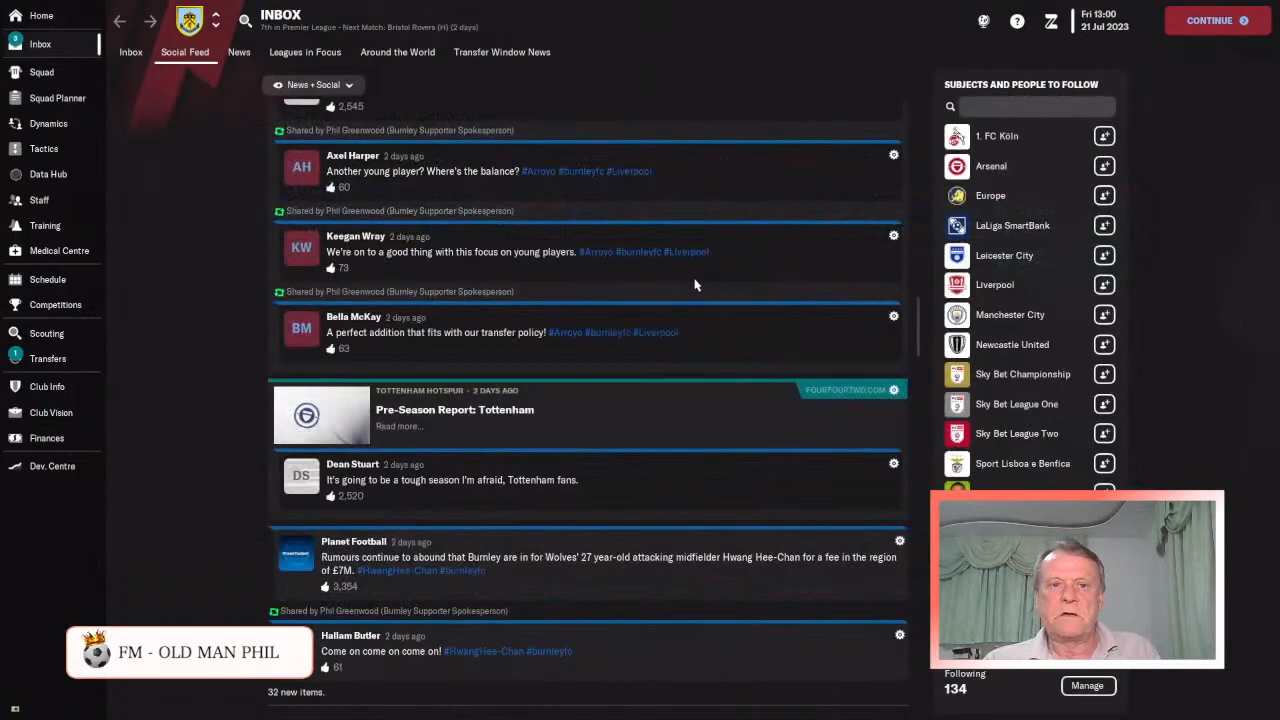 Home
3
Inbox
Squad
Squad Planner
Dynamics
Tactics
Data Hub
Staff
Training
Medical Centre
Schedule
Competitions
Scouting
1
Transfers
Club Info
Club Vision
Finances
Dev. Centre
INBOX
7th in Premier League - Next Match: Bristol Rovers (H) (2 days)
Fri 13:00
21 Jul 2023
CONTINUE
Inbox
Social Feed
News
Leagues in Focus
Around the World
Transfer Window News
News + Social
2,545
Shared by Phil Greenwood (Burnley Supporter Spokesperson)
AH
Axel Harper 2 days ago
Another young player? Where's the balance? #Arroyo #burnleyfc #Liverpool
60
Shared by Phil Greenwood (Burnley Supporter Spokesperson)
KW
Keegan Wray 2 days ago
We're on to a good thing with this focus on young players. #Arroyo #burnleyfc #Liverpool
73
Shared by Phil Greenwood (Burnley Supporter Spokesperson)
BM
Bella McKay 2 days ago
A perfect addition that fits with our transfer policy! #Arroyo #burnleyfc #Liverpool
63
TOTTENHAM HOTSPUR - 2 DAYS AGO
FOURFOURTWO.COM
Pre-Season Report: Tottenham
Read more...
DS
Dean Stuart 2 days ago
It's going to be a tough season I'm afraid, Tottenham fans.
2,520
Planet Football 2 days ago
Rumours continue to abound that Burnley are in for Wolves' 27 year-old attacking midfielder Hwang Hee-Chan for a fee in the region
of £7M. #HwangHee-Chan #burnleyfc
3,354
Shared by Phil Greenwood (Burnley Supporter Spokesperson)
Hallam Butler 2 days ago
Come on come on come on! #HwangHee-Chan #burnleyfc
61
32 new items.
SUBJECTS AND PEOPLE TO FOLLOW
1. FC Köln
Arsenal
Europe
LaLiga SmartBank
Leicester City
Liverpool
Manchester City
Newcastle United
Sky Bet Championship
Sky Bet League One
Sky Bet League Two
Sport Lisboa e Benfica
Following
134
Manage
FM - OLD MAN PHIL